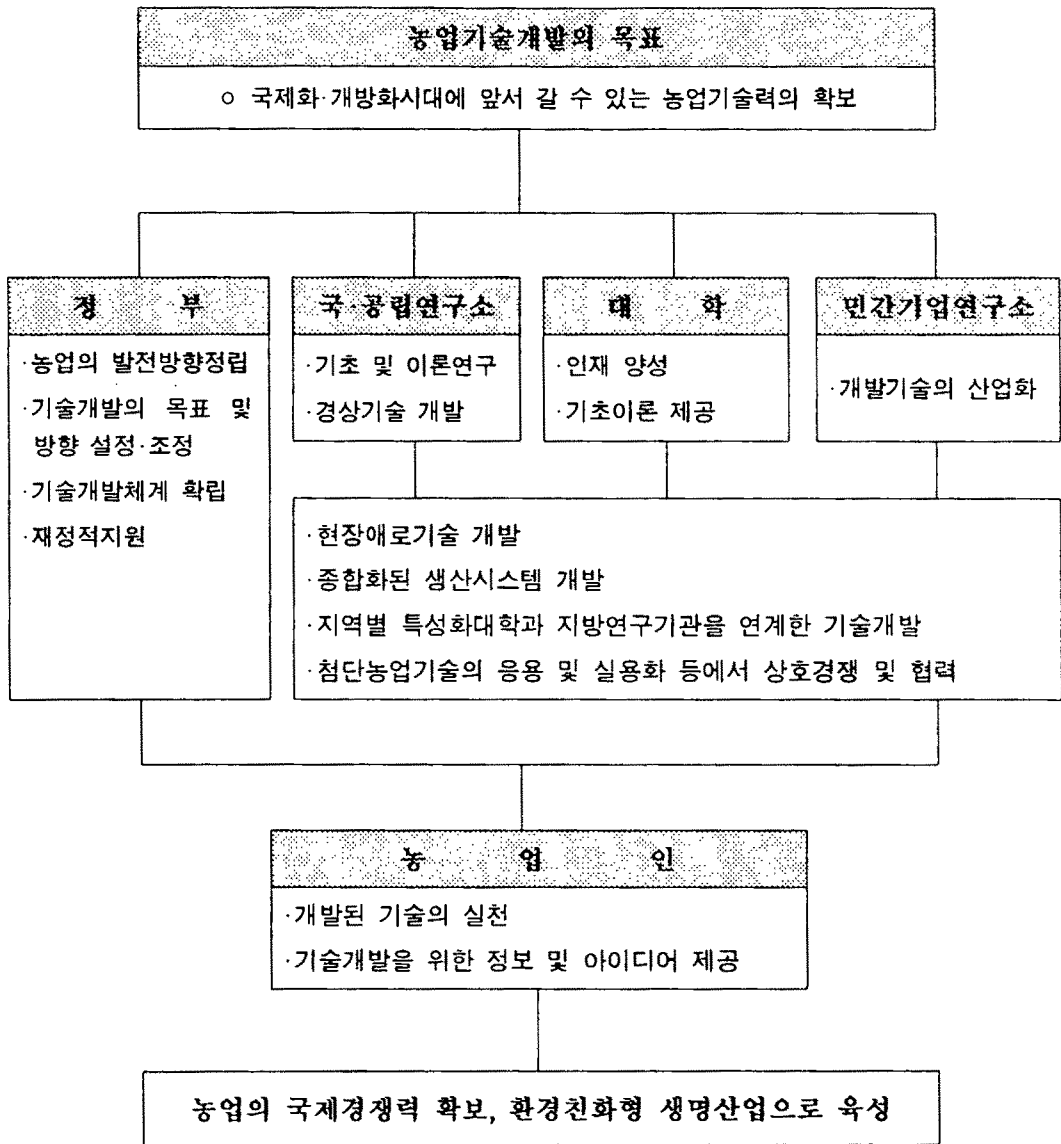 농업기술개발의 목표
○ 국제화·개방화시대에 앞서 갈 수 있는 농업기술력의 확보
정 부
·농업의 발전방향정립
·기술개발의 목표 및
방향 설정·조정
·기술개발체계 확립
·재정적지원
국·공립연구소
·기초 및 이론연구
·경상기술 개발
대 학
·인재 양성
·기초이론 제공
민간기업연구소
·개발기술의 산업화
·현장애로기술 개발
·종합화된 생산시스템 개발
·지역별 특성화대학과 지방연구기관을 연계한 기술개발
·첨단농업기술의 응용 및 실용화 등에서 상호경쟁 및 협력
농 업 인
·개발된 기술의 실천
·기술개발을 위한 정보 및 아이디어 제공
농업의 국제경쟁력 확보, 환경친화형 생명산업으로 육성